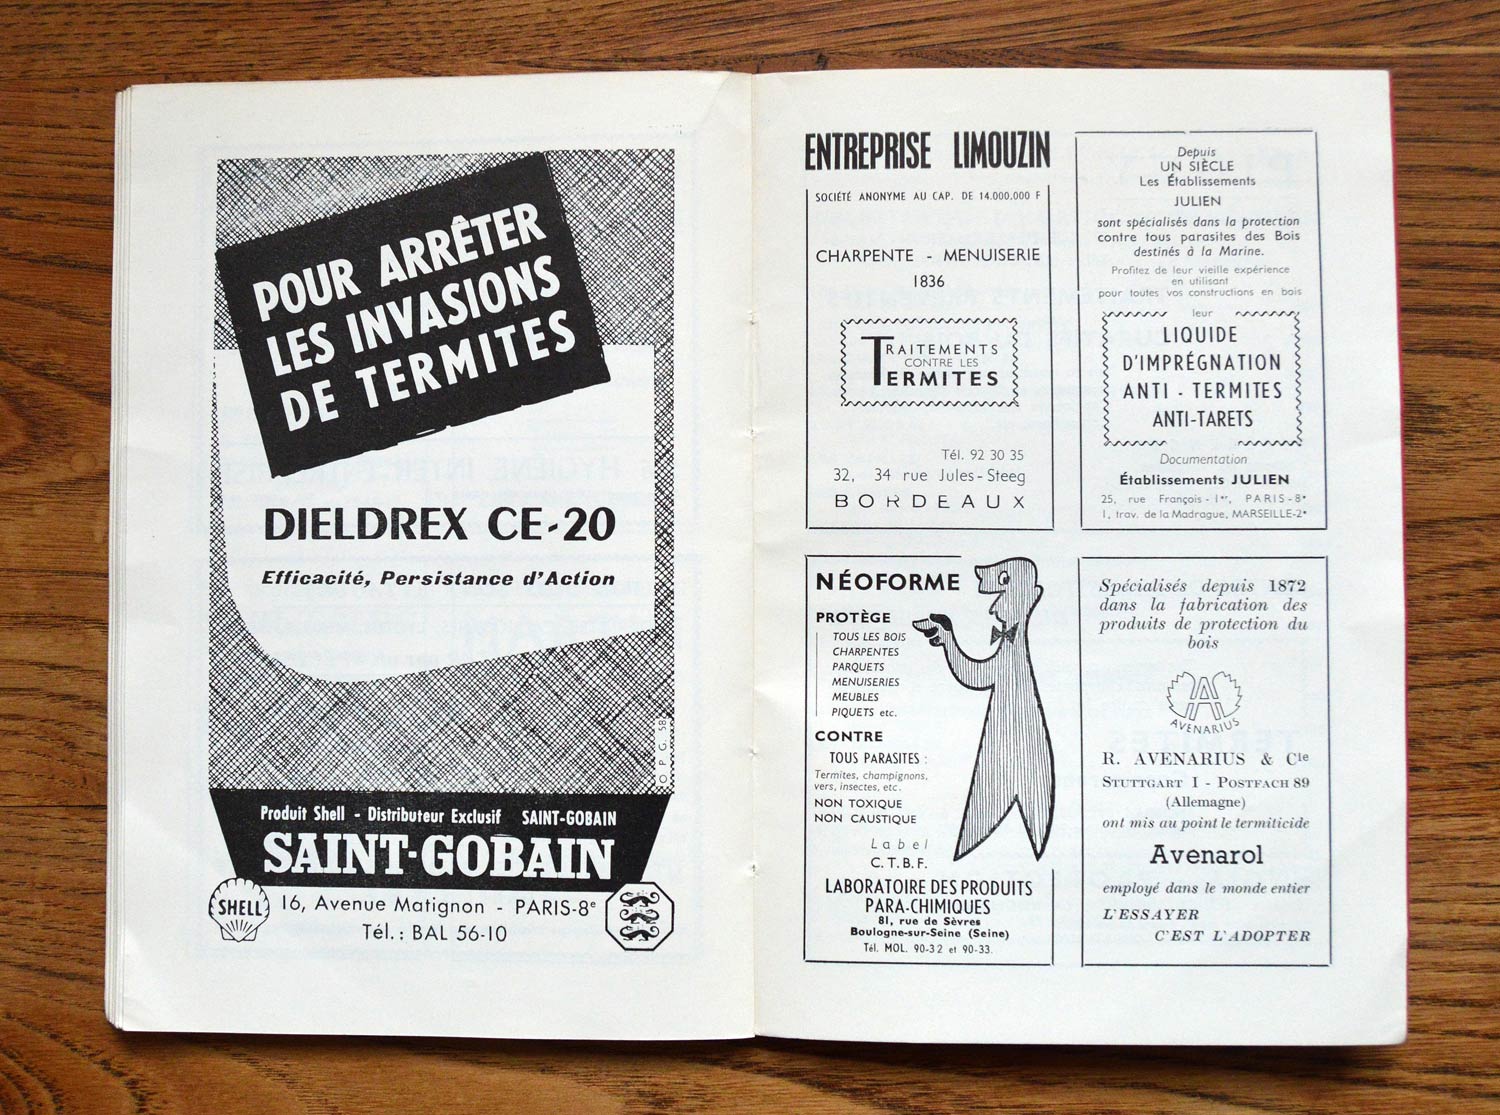 POUR ARRÊTER
LES INVASIONS
DE TERMITES
DIELDREX CE-20
Efficacité, Persistance d'Action
O P G. 582
Produit Shell - Distributeur Exclusif SAINT-GOBAIN
SAINT-GOBAIN
SHELL
16, Avenue Matignon - PARIS-8e
Tél.: BAL 56-10
ENTREPRISE LIMOUZIN
SOCIÉTÉ ANONYME AU CAP. DE 14.000.000 F
CHARPENTE - MENUISERIE
1836
TRAITEMENTS
CONTRE LES
TERMITES
Tél. 92 30 35
32, 34 rue Jules-Steeg
BORDEAUX
Depuis
UN SIÈCLE
Les Établissements
JULIEN
sont spécialisés dans la protection
contre tous parasites des Bois
destinés à la Marine.
Profitez de leur vieille expérience
en utilisant
pour toutes vos constructions en bois
leur
LIQUIDE
D'IMPRÉGNATION
ANTI - TERMITES
ANTI-TARETS
Documentation
Établissements JULIEN
25, rue François-1er, PARIS-8e
1, trav. de la Madrague, MARSEILLE-2e
NÉOFORME
PROTÈGE
TOUS LES BOIS
CHARPENTES
PARQUETS
MENUISERIES
MEUBLES
PIQUETS etc.
CONTRE
TOUS PARASITES :
Termites, champignons,
vers, insectes, etc.
NON TOXIQUE
NON CAUSTIQUE
Label
C.T.B.F.
LABORATOIRE DES PRODUITS
PARA-CHIMIQUES
81, rue de Sèvres
Boulogne-sur-Seine (Seine)
Tél. MOL. 90-32 et 90-33.
Spécialisés depuis 1872
dans la fabrication des
produits de protection du
bois
AVENARIUS
R. AVENARIUS & Cie
STUTTGART I - POSTFACH 89
(Allemagne)
ont mis au point le termiticide
Avenarol
employé dans le monde entier
L'ESSAYER
C'EST L'ADOPTER